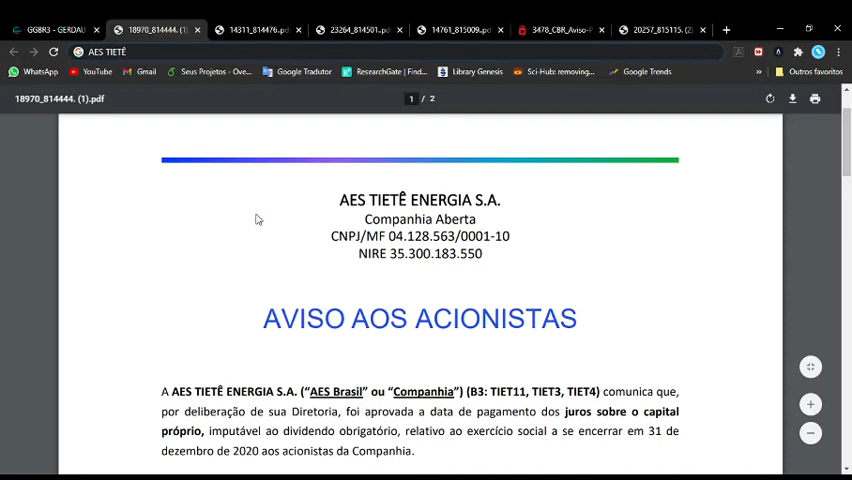 GGBR3 - GERDAU
18970_814444. (1)
14311_814476.pd
23264_814501.pdf
14761_815009.pdf
3478_CBR_Aviso-P
20257_815115. (2)
AES TIETÊ
WhatsApp
YouTube
Gmail
Seus Projetos - Ove...
Google Tradutor
ResearchGate | Find...
Library Genesis
Sci-Hub: removing...
Google Trends
Outros favoritos
18970_814444. (1).pdf
1 / 2
AES TIETÊ ENERGIA S.A.
Companhia Aberta
CNPJ/MF 04.128.563/0001-10
NIRE 35.300.183.550
AVISO AOS ACIONISTAS
A AES TIETÊ ENERGIA S.A. (“AES Brasil” ou “Companhia”) (B3: TIET11, TIET3, TIET4) comunica que,
por deliberação de sua Diretoria, foi aprovada a data de pagamento dos juros sobre o capital
próprio, imputável ao dividendo obrigatório, relativo ao exercício social a se encerrar em 31 de
dezembro de 2020 aos acionistas da Companhia.